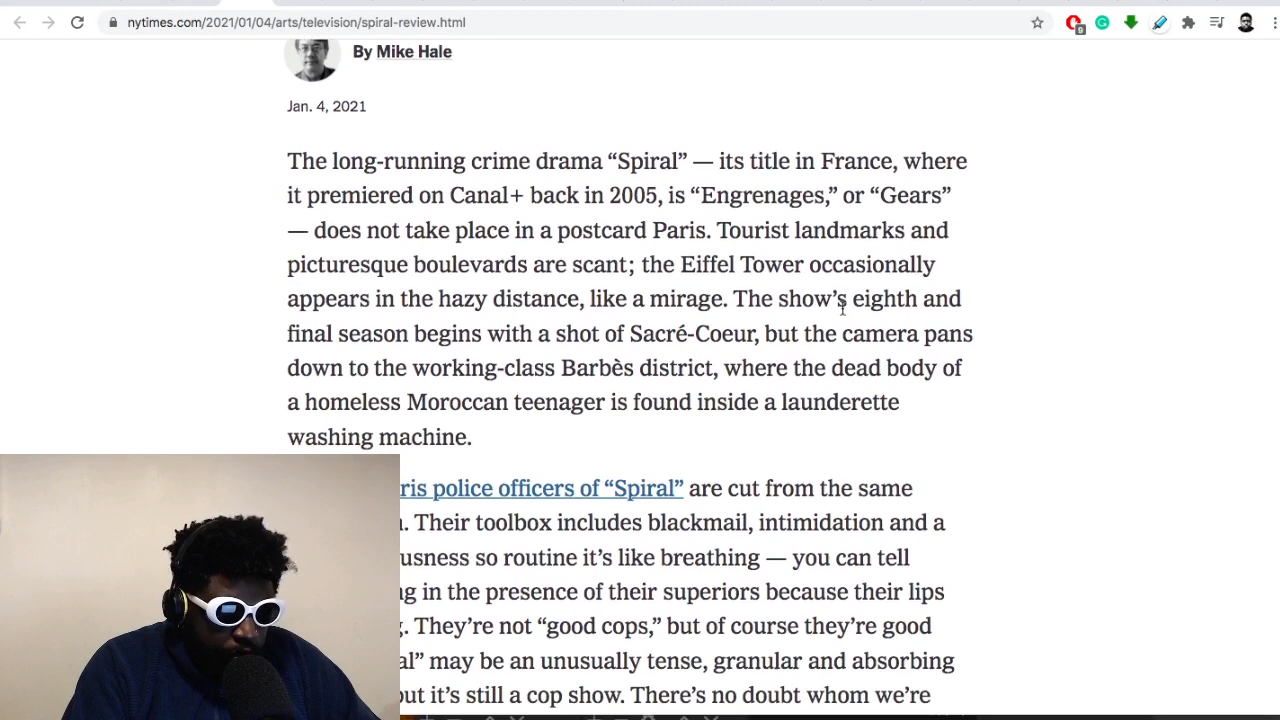 nytimes.com/2021/01/04/arts/television/spiral-review.html
9
By Mike Hale
Jan. 4, 2021
The long-running crime drama “Spiral” — its title in France, where
it premiered on Canal+ back in 2005, is “Engrenages,” or “Gears”
— does not take place in a postcard Paris. Tourist landmarks and
picturesque boulevards are scant; the Eiffel Tower occasionally
appears in the hazy distance, like a mirage. The show’s eighth and
final season begins with a shot of Sacré-Coeur, but the camera pans
down to the working-class Barbès district, where the dead body of
a homeless Moroccan teenager is found inside a launderette
washing machine.
ris police officers of “Spiral” are cut from the same
. Their toolbox includes blackmail, intimidation and a
usness so routine it’s like breathing — you can tell
g in the presence of their superiors because their lips
. They’re not “good cops,” but of course they’re good
al” may be an unusually tense, granular and absorbing
out it’s still a cop show. There’s no doubt whom we’re